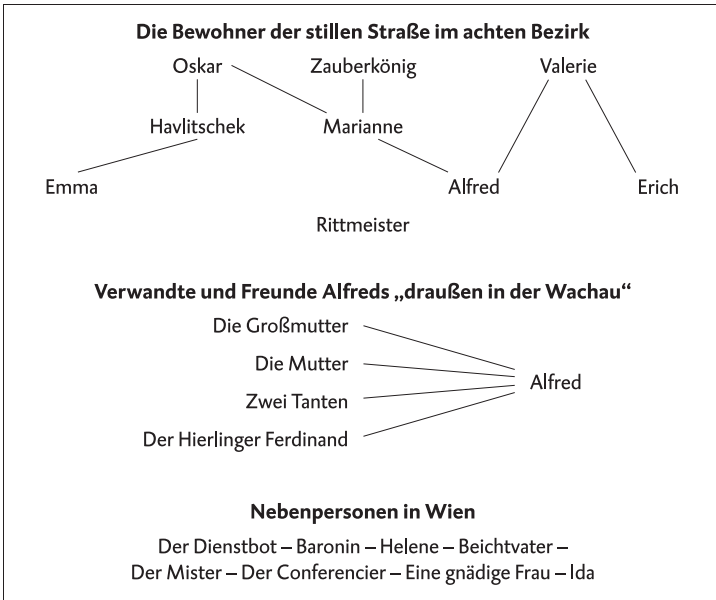 Die Bewohner der stillen Straße im achten Bezirk
Oskar Zauberkönig Valerie
Havlitschek Marianne
Emma Alfred Erich
Rittmeister
Verwandte und Freunde Alfreds „draußen in der Wachau“
Die Großmutter
Die Mutter
Alfred
Zwei Tanten
Der Hierlinger Ferdinand
Nebenpersonen in Wien
Der Dienstbot – Baronin – Helene – Beichtvater –
Der Mister – Der Conferencier – Eine gnädige Frau – Ida